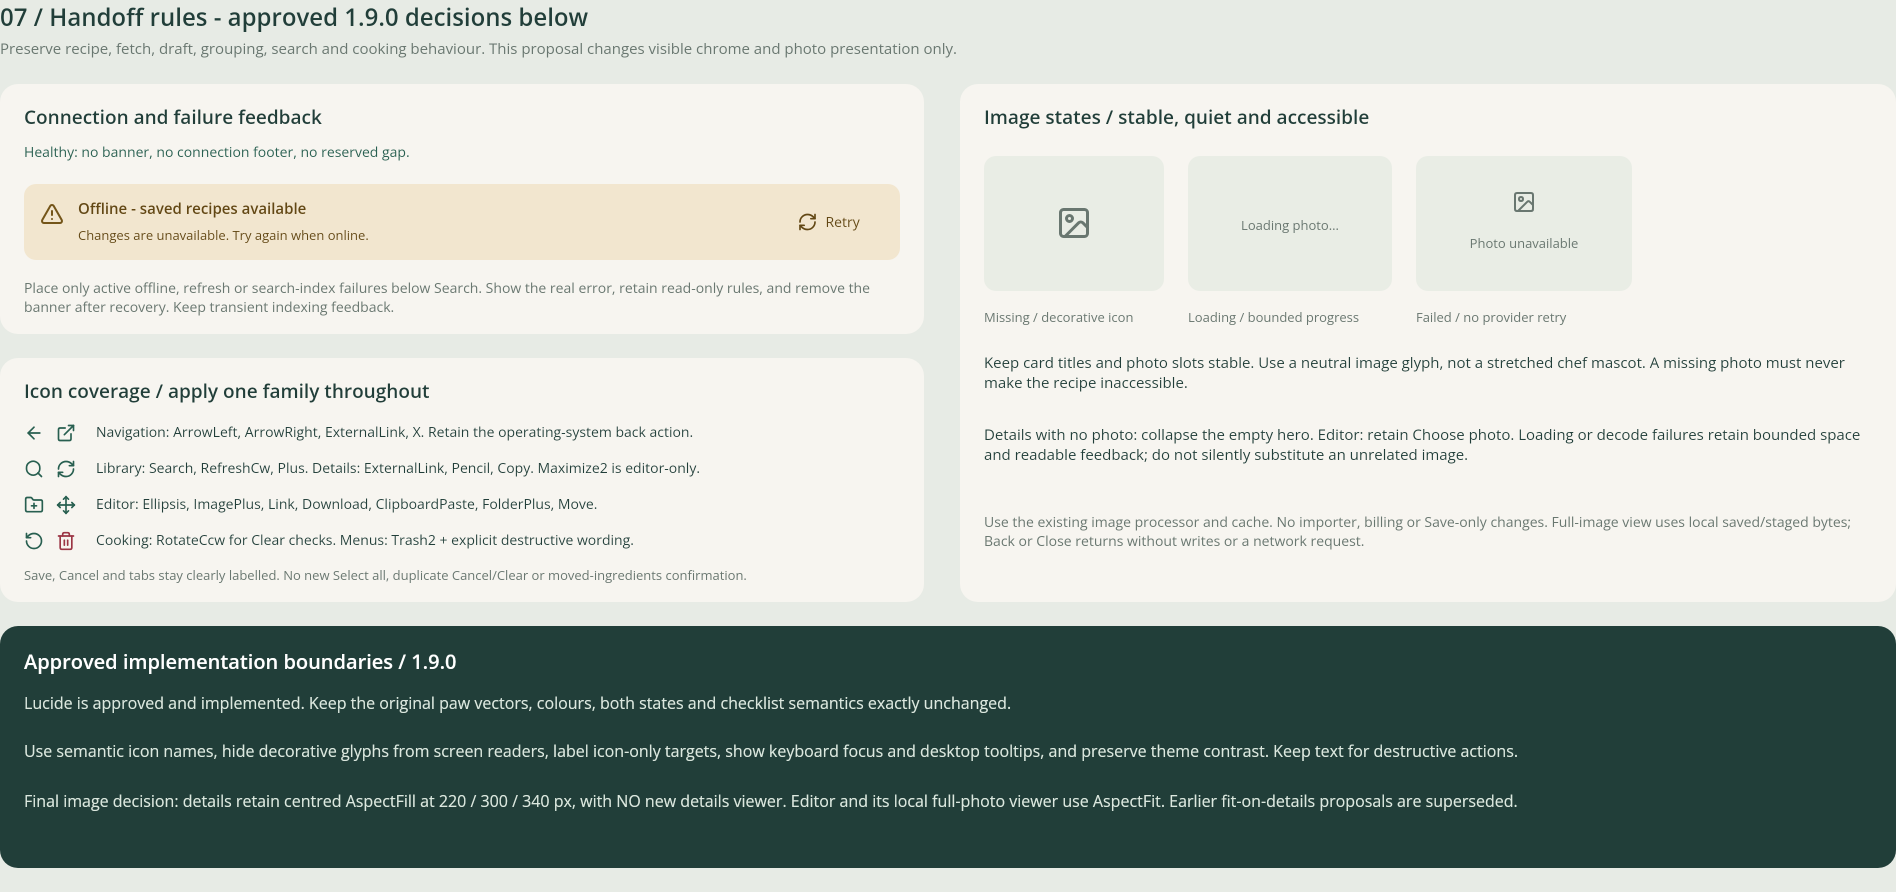 07 / Handoff rules - approved 1.9.0 decisions below
Preserve recipe, fetch, draft, grouping, search and cooking behaviour. This proposal changes visible chrome and photo presentation only.
Connection and failure feedback
Healthy: no banner, no connection footer, no reserved gap.
Offline - saved recipes available
Changes are unavailable. Try again when online.
Retry
Place only active offline, refresh or search-index failures below Search. Show the real error, retain read-only rules, and remove the
banner after recovery. Keep transient indexing feedback.
Icon coverage / apply one family throughout
Navigation: ArrowLeft, ArrowRight, ExternalLink, X. Retain the operating-system back action.
Library: Search, RefreshCw, Plus. Details: ExternalLink, Pencil, Copy. Maximize2 is editor-only.
Editor: Ellipsis, ImagePlus, Link, Download, ClipboardPaste, FolderPlus, Move.
Cooking: RotateCcw for Clear checks. Menus: Trash2 + explicit destructive wording.
Save, Cancel and tabs stay clearly labelled. No new Select all, duplicate Cancel/Clear or moved-ingredients confirmation.
Image states / stable, quiet and accessible
Loading photo...
Photo unavailable
Missing / decorative icon
Loading / bounded progress
Failed / no provider retry
Keep card titles and photo slots stable. Use a neutral image glyph, not a stretched chef mascot. A missing photo must never
make the recipe inaccessible.
Details with no photo: collapse the empty hero. Editor: retain Choose photo. Loading or decode failures retain bounded space
and readable feedback; do not silently substitute an unrelated image.
Use the existing image processor and cache. No importer, billing or Save-only changes. Full-image view uses local saved/staged bytes;
Back or Close returns without writes or a network request.
Approved implementation boundaries / 1.9.0
Lucide is approved and implemented. Keep the original paw vectors, colours, both states and checklist semantics exactly unchanged.
Use semantic icon names, hide decorative glyphs from screen readers, label icon-only targets, show keyboard focus and desktop tooltips, and preserve theme contrast. Keep text for destructive actions.
Final image decision: details retain centred AspectFill at 220 / 300 / 340 px, with NO new details viewer. Editor and its local full-photo viewer use AspectFit. Earlier fit-on-details proposals are superseded.